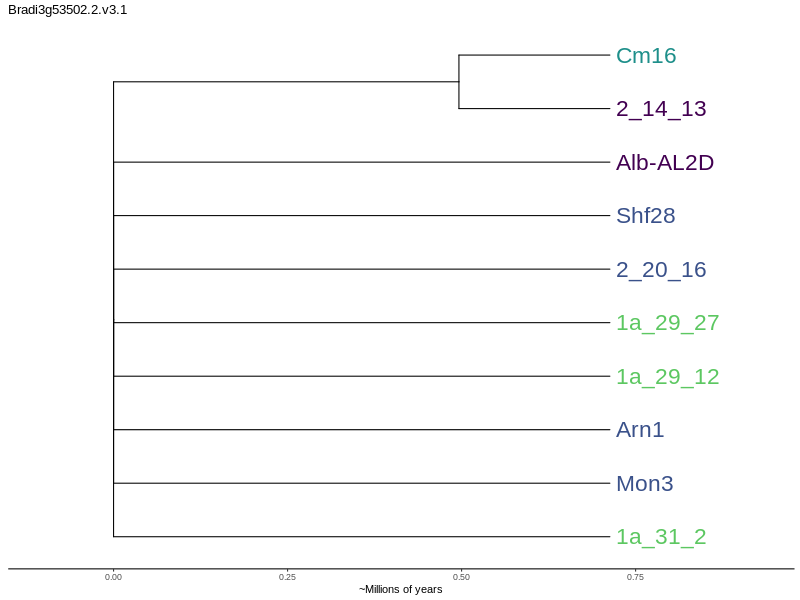 Bradi3g53502.2.v3.1
Cm16
2_14_13
Alb-AL2D
Shf28
2_20_16
1a_29_27
1a_29_12
Arn1
Mon3
1a_31_2
0.00 0.25 0.50 0.75
~Millions of years